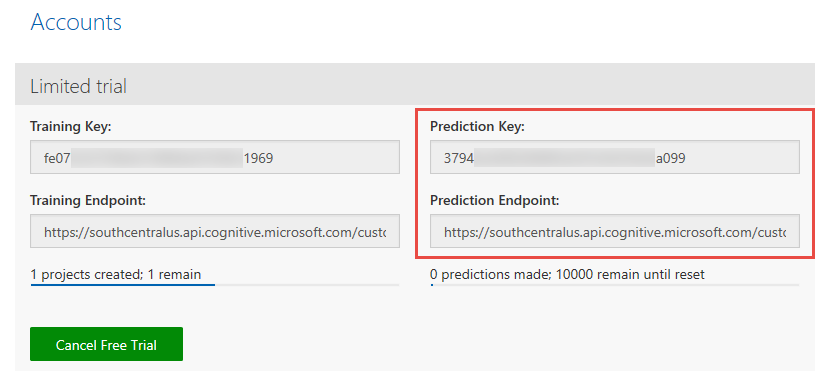 Accounts
Limited trial
Training Key:
fe07 1969
Training Endpoint:
https://southcentralus.api.cognitive.microsoft.com/custo
1 projects created; 1 remain
Prediction Key:
3794 a099
Prediction Endpoint:
https://southcentralus.api.cognitive.microsoft.com/custo
0 predictions made; 10000 remain until reset
Cancel Free Trial